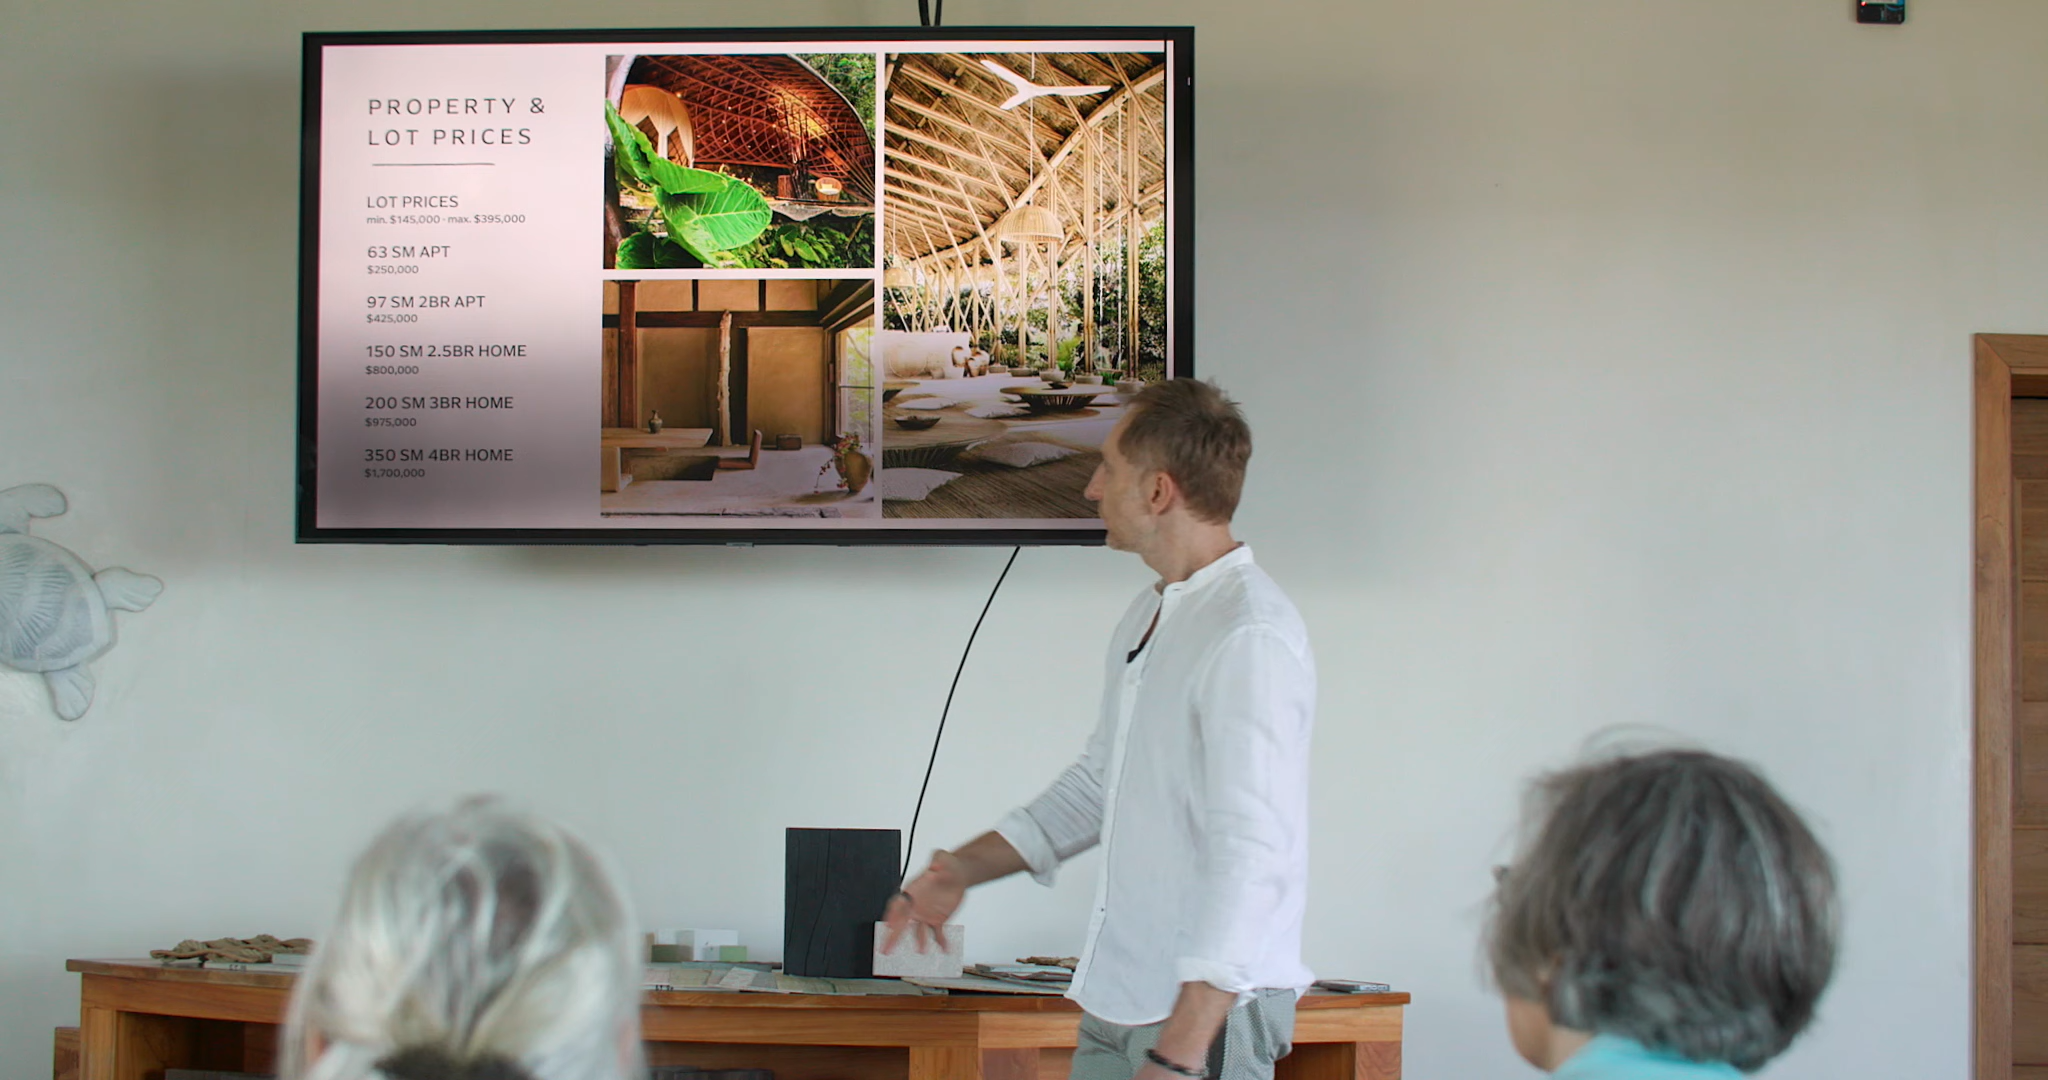 PROPERTY &
LOT PRICES
LOT PRICES
min. $145,000 - max. $395,000
63 SM APT
$250,000
97 SM 2BR APT
$425,000
150 SM 2.5BR HOME
$800,000
200 SM 3BR HOME
$975,000
350 SM 4BR HOME
$1,700,000